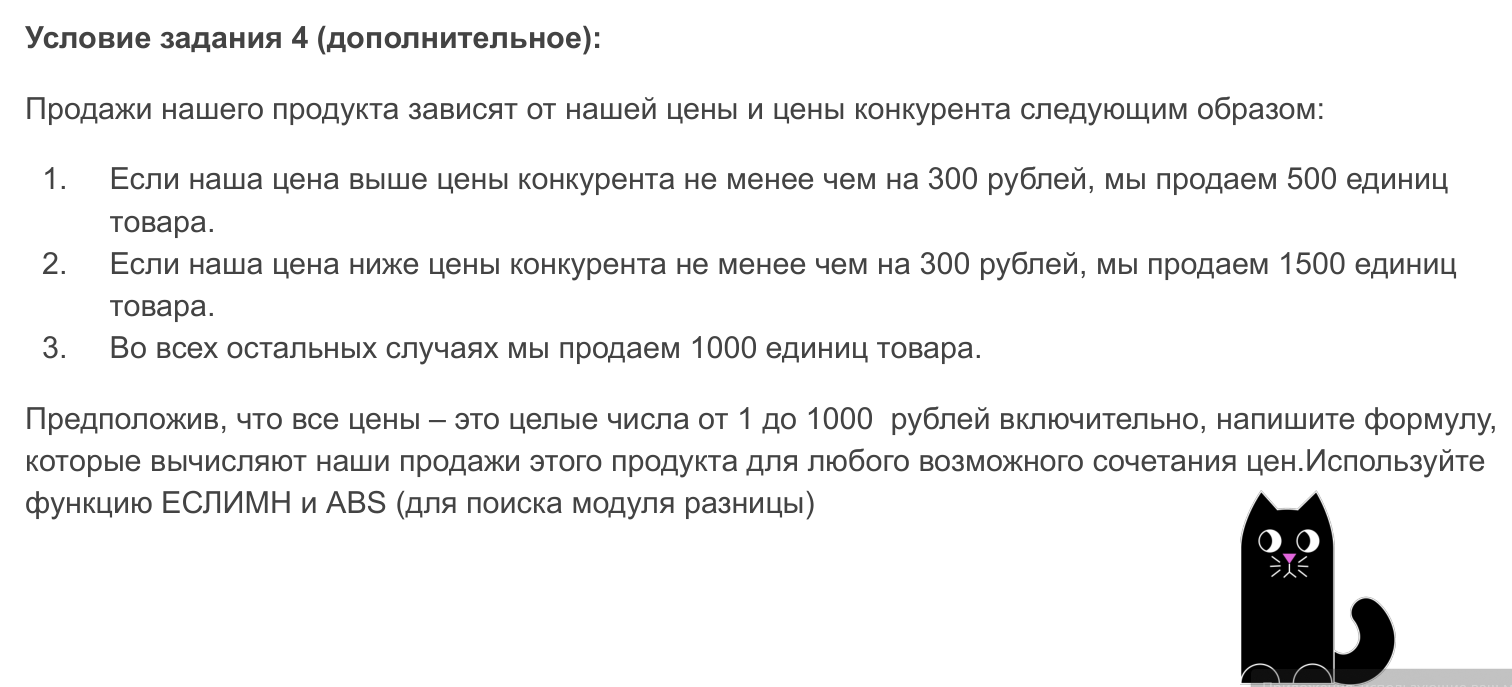 Условие задания 4 (дополнительное):
Продажи нашего продукта зависят от нашей цены и цены конкурента следующим образом:
1. Если наша цена выше цены конкурента не менее чем на 300 рублей, мы продаем 500 единиц
товара.
2. Если наша цена ниже цены конкурента не менее чем на 300 рублей, мы продаем 1500 единиц
товара.
3. Во всех остальных случаях мы продаем 1000 единиц товара.
Предположив, что все цены – это целые числа от 1 до 1000  рублей включительно, напишите формулу,
которые вычисляют наши продажи этого продукта для любого возможного сочетания цен.Используйте
функцию ЕСЛИМН и ABS (для поиска модуля разницы)